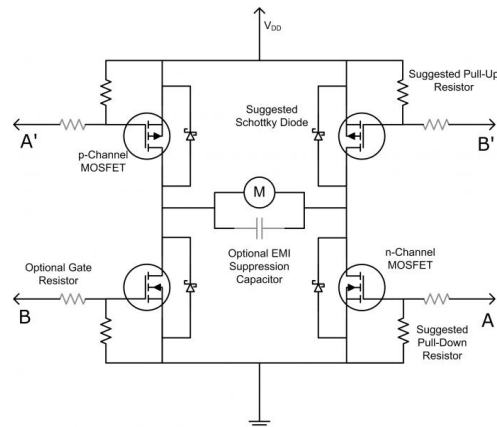 VDD
Suggested Pull-Up
Resistor
Suggested
Schottky Diode
A'
B'
p-Channel
MOSFET
M
Optional EMI
Suppression
Capacitor
n-Channel
MOSFET
Optional Gate
Resistor
B
A
Suggested
Pull-Down
Resistor